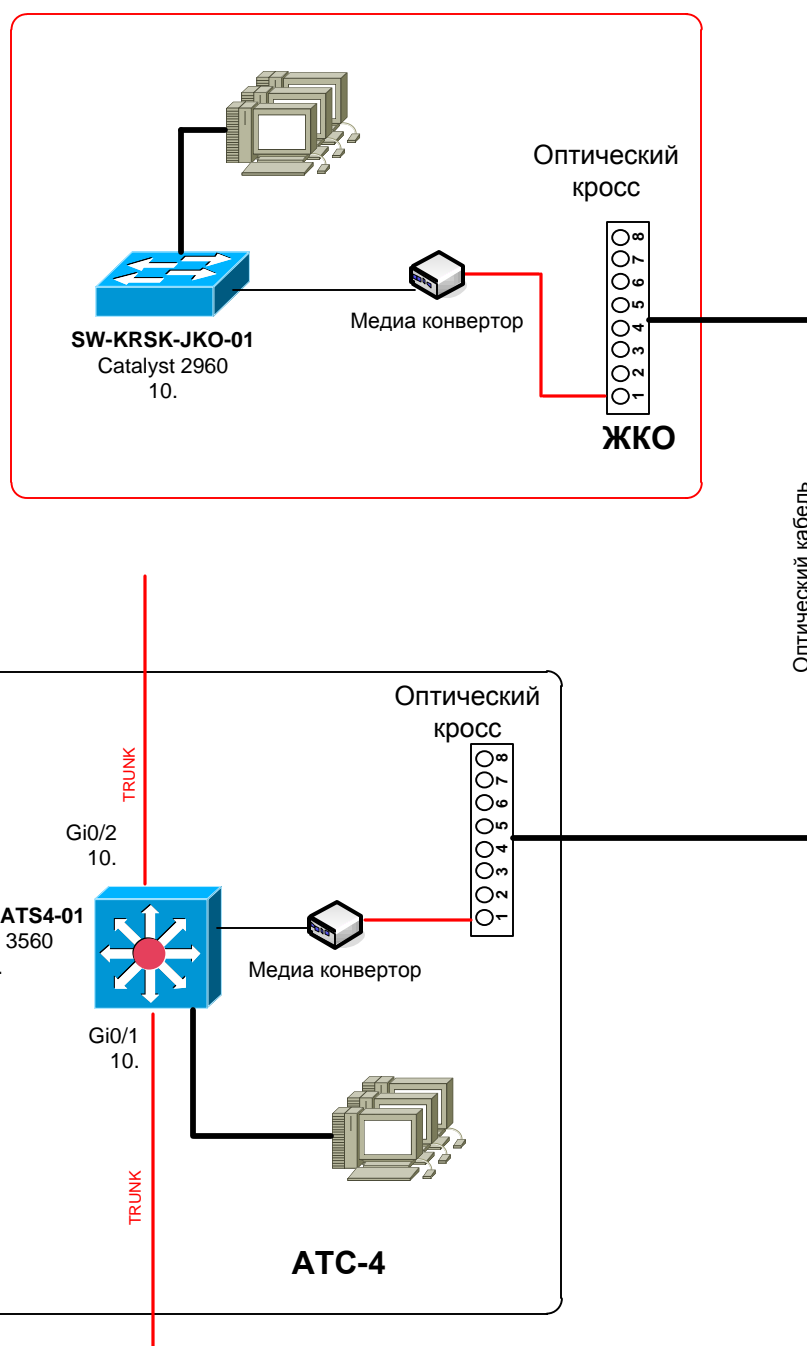 Оптический
кросс
8
7
6
5
4
3
2
1
Медиа конвертор
SW-KRSK-JKO-01
Catalyst 2960
10.
ЖКО
Оптический кабель
TRUNK
Оптический
кросс
8
7
6
5
4
3
2
1
Gi0/2
10.
ATS4-01
3560
Медиа конвертор
Gi0/1
10.
TRUNK
АТС-4